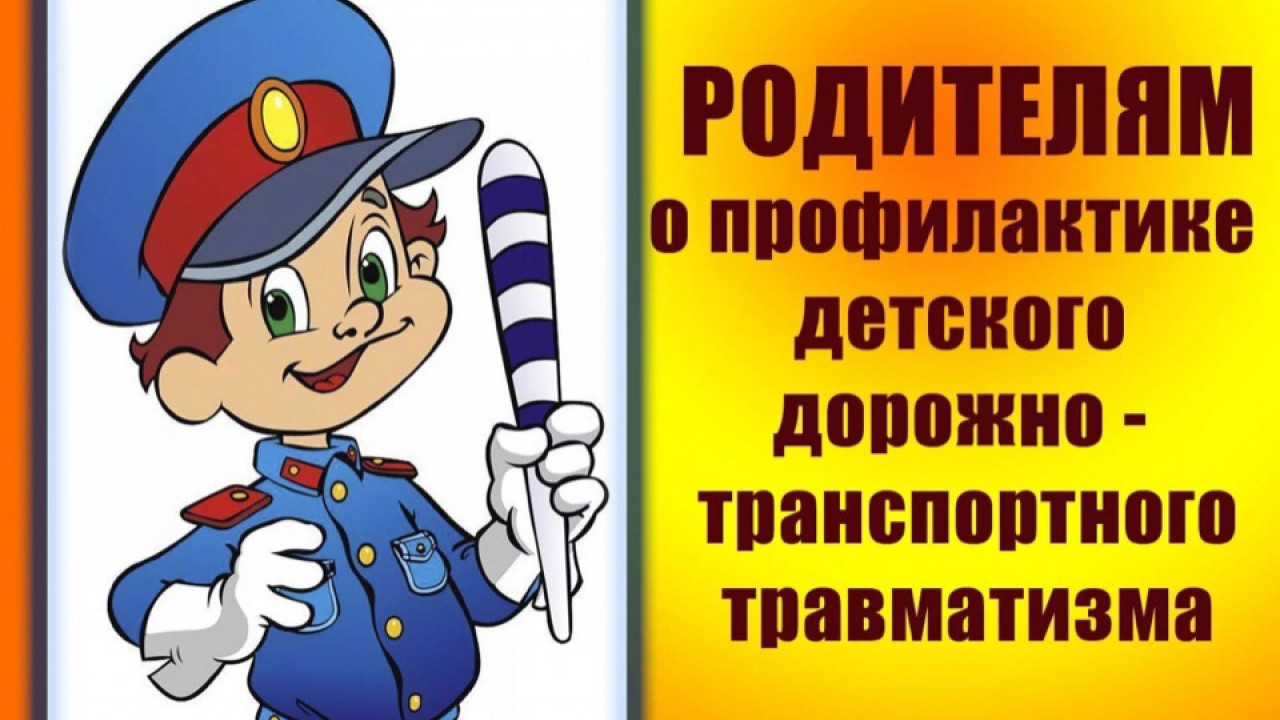 РОДИТЕЛЯМ
о профилактике
детского
дорожно -
транспортного
травматизма